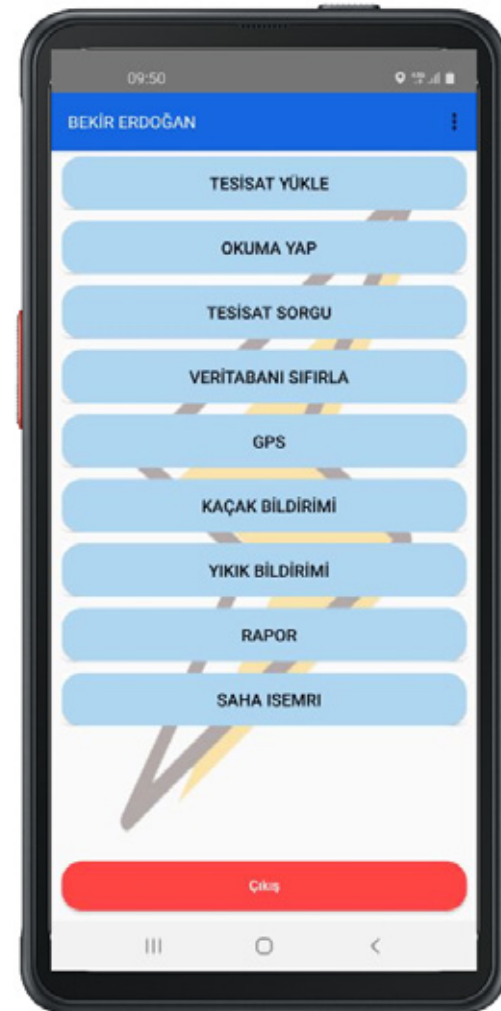 09:50
BEKİR ERDOĞAN
TESİSAT YÜKLE
OKUMA YAP
TESİSAT SORGU
VERİTABANI SIFIRLA
GPS
KAÇAK BİLDİRİMİ
YIKIK BİLDİRİMİ
RAPOR
SAHA ISEMRI
Çıkış